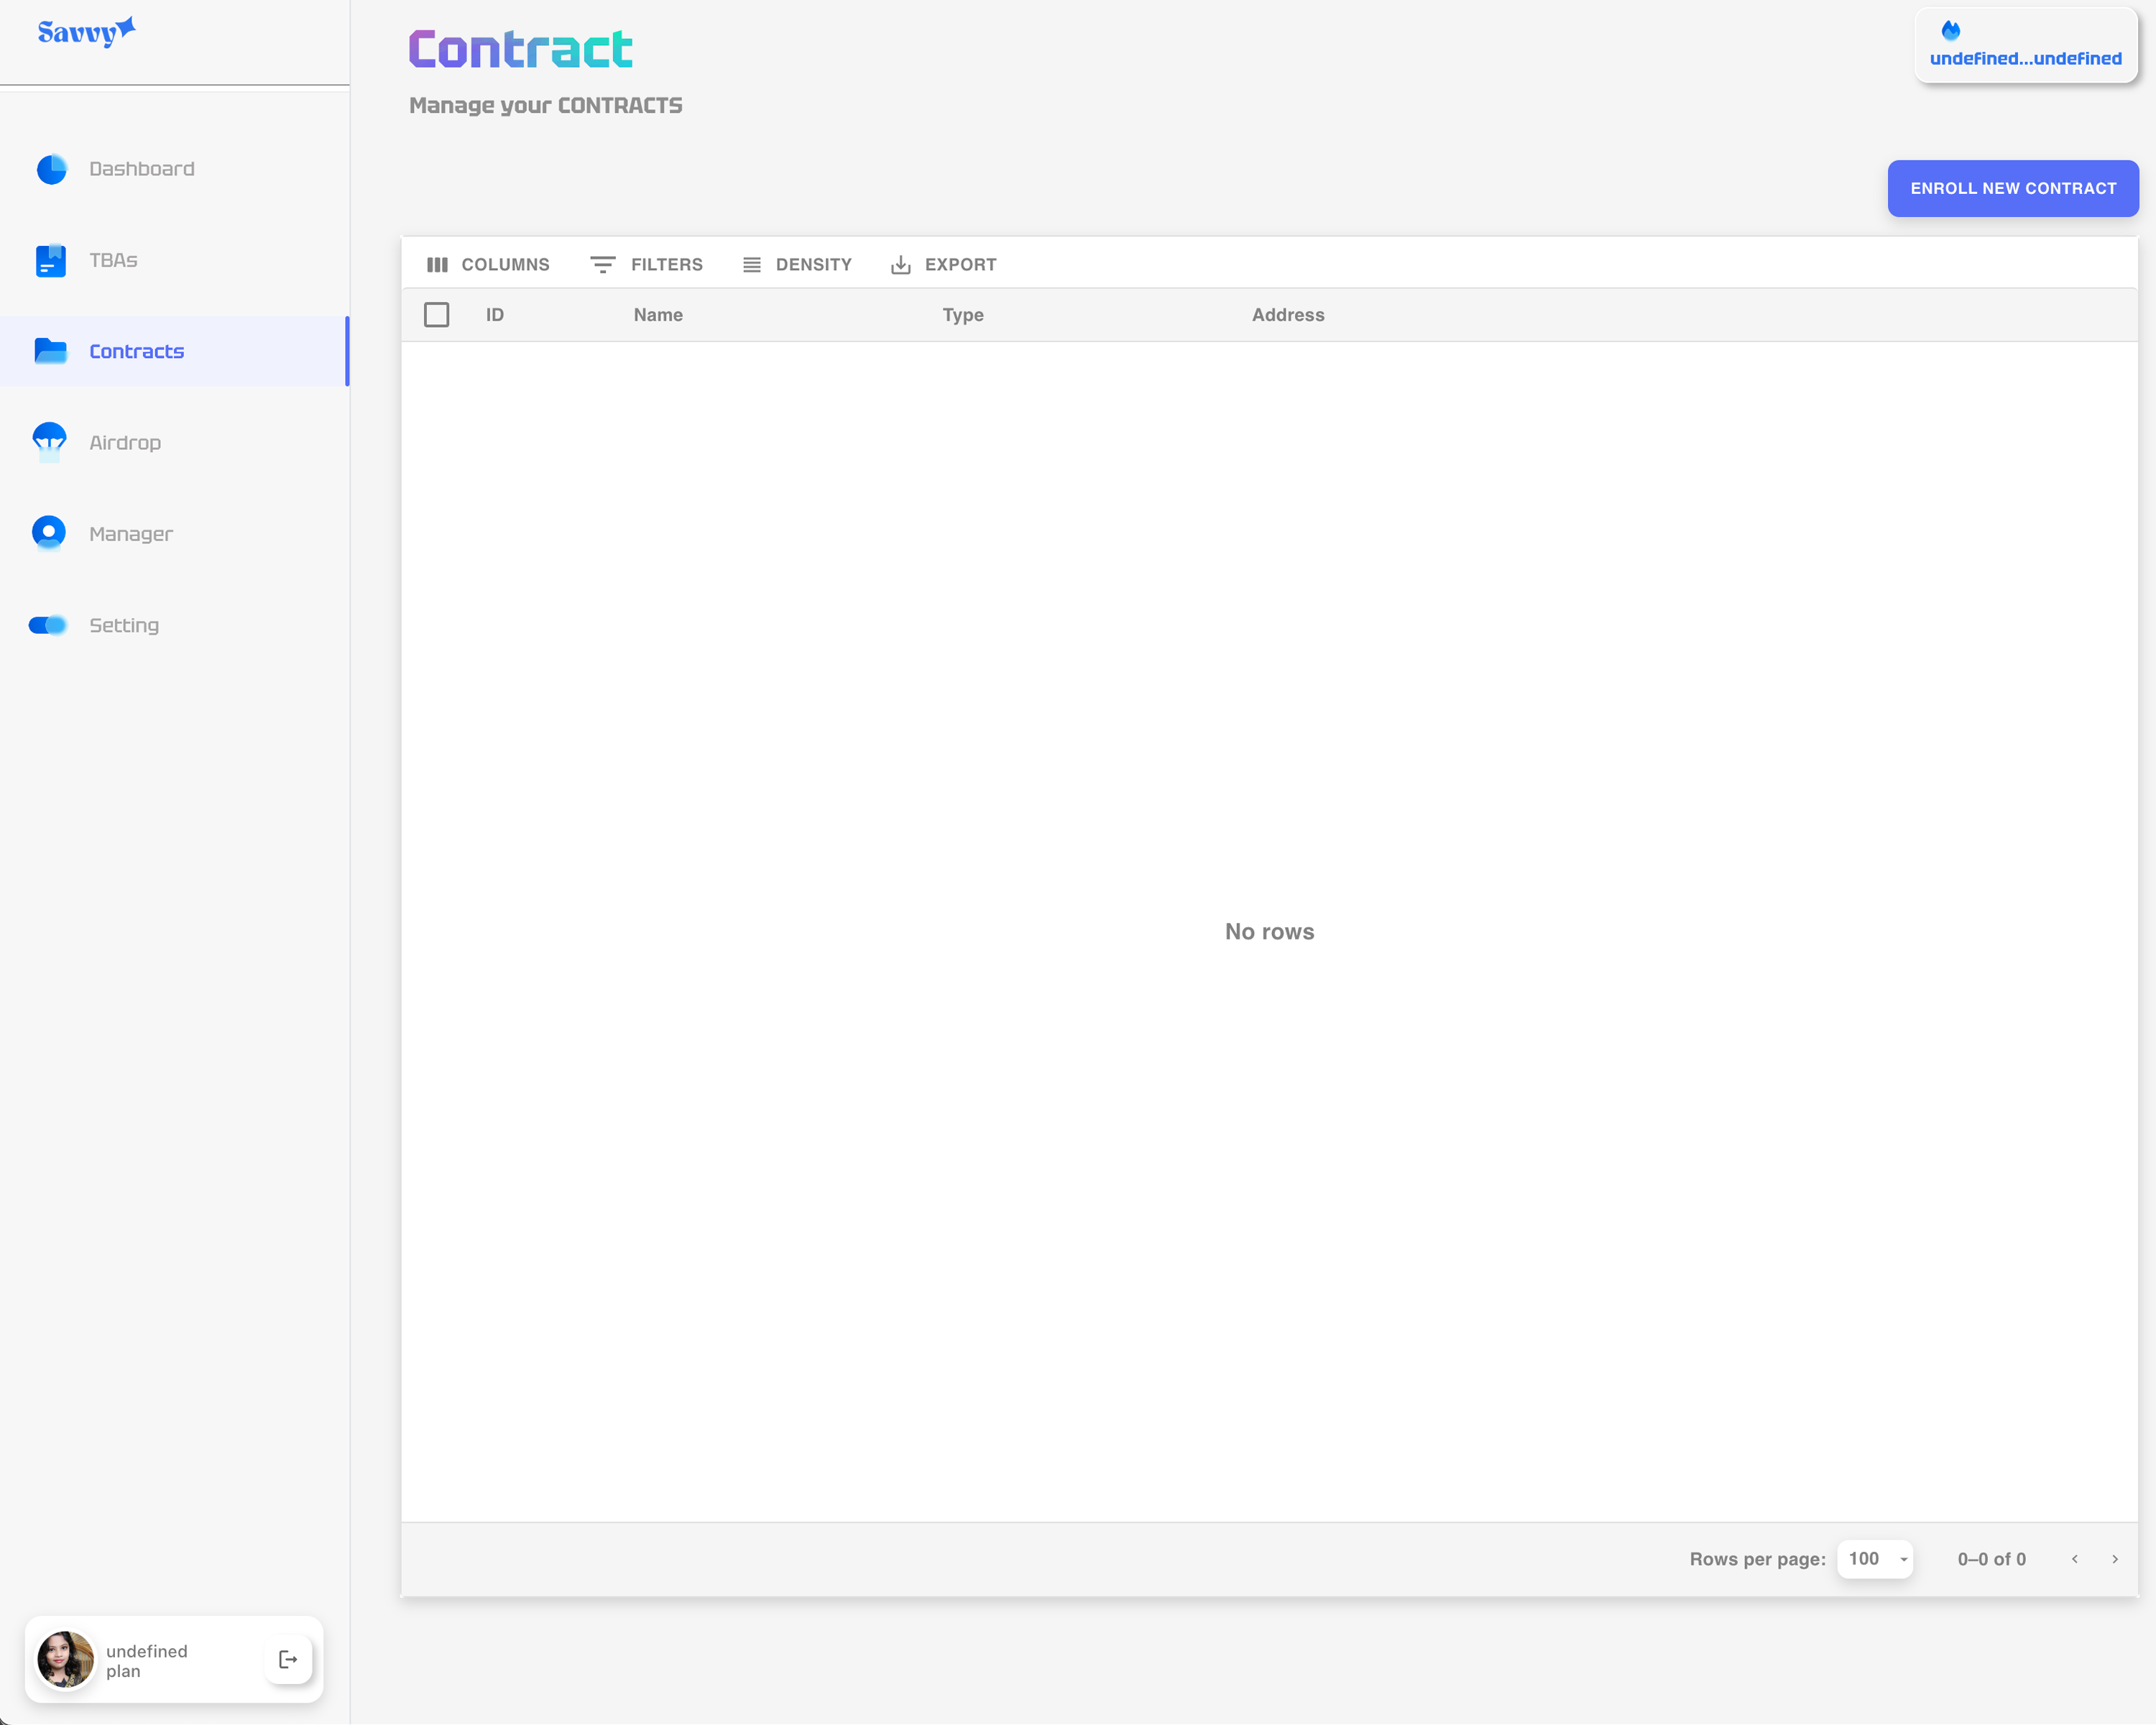 Savvy
Contract
undefined...undefined
Manage your CONTRACTS
Dashboard
ENROLL NEW CONTRACT
TBAs
COLUMNS FILTERS DENSITY EXPORT
ID Name Type Address
Contracts
Airdrop
Manager
Setting
No rows
Rows per page: 100 0–0 of 0
undefined
plan